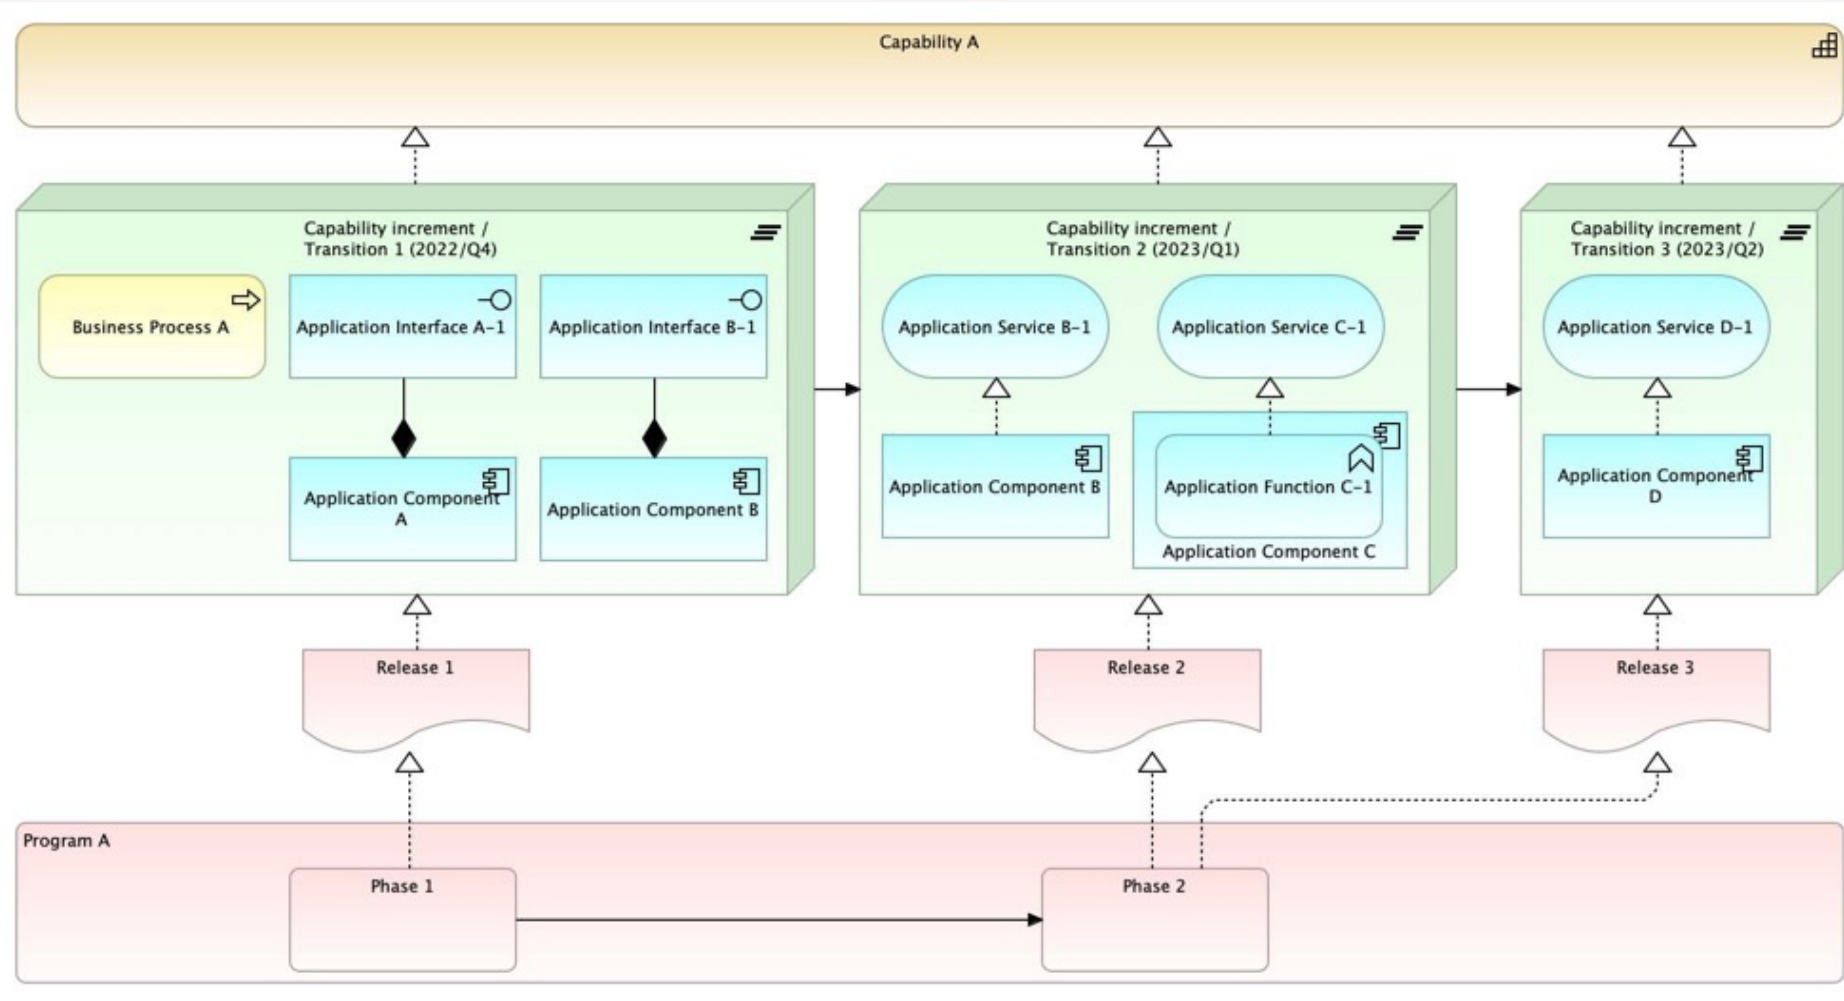 Capability A
Capability increment /
Transition 1 (2022/Q4)
Business Process A
Application Interface A-1
Application Interface B-1
Application Component
A
Application Component B
Capability increment /
Transition 2 (2023/Q1)
Application Service B-1
Application Service C-1
Application Component B
Application Function C-1
Application Component C
Capability increment /
Transition 3 (2023/Q2)
Application Service D-1
Application Component
D
Release 1
Release 2
Release 3
Program A
Phase 1
Phase 2